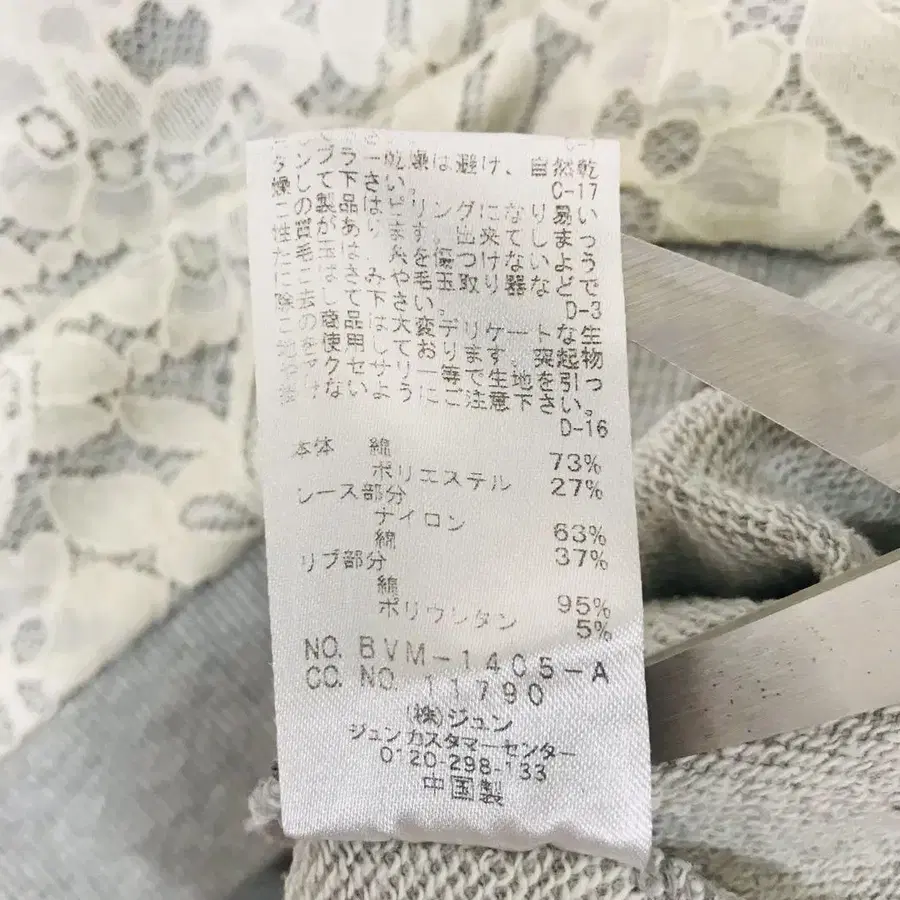 タンブラー乾燥は避け、自然乾
燥して下さい。
C-17
この製品はピリングになり易い
性質があります。出来てしまっ
た毛玉は、糸を傷つけないよう
にはさみや毛玉取り器などで
除去して下さい。
D-3
この商品は大変デリケートな生
地を使用しております。突起物
やアクセサリー等で生地を引っ
掛けないようにご注意下さい。
D-16
本体 綿 73%
ポリエステル 27%
レース部分
ナイロン 63%
綿 37%
リブ部分
綿 95%
ポリウレタン 5%
NO. BVM-1405-A
CO. NO. 11790
(株)ジュン
ジュンカスタマーセンター
0120-298-133
中国製